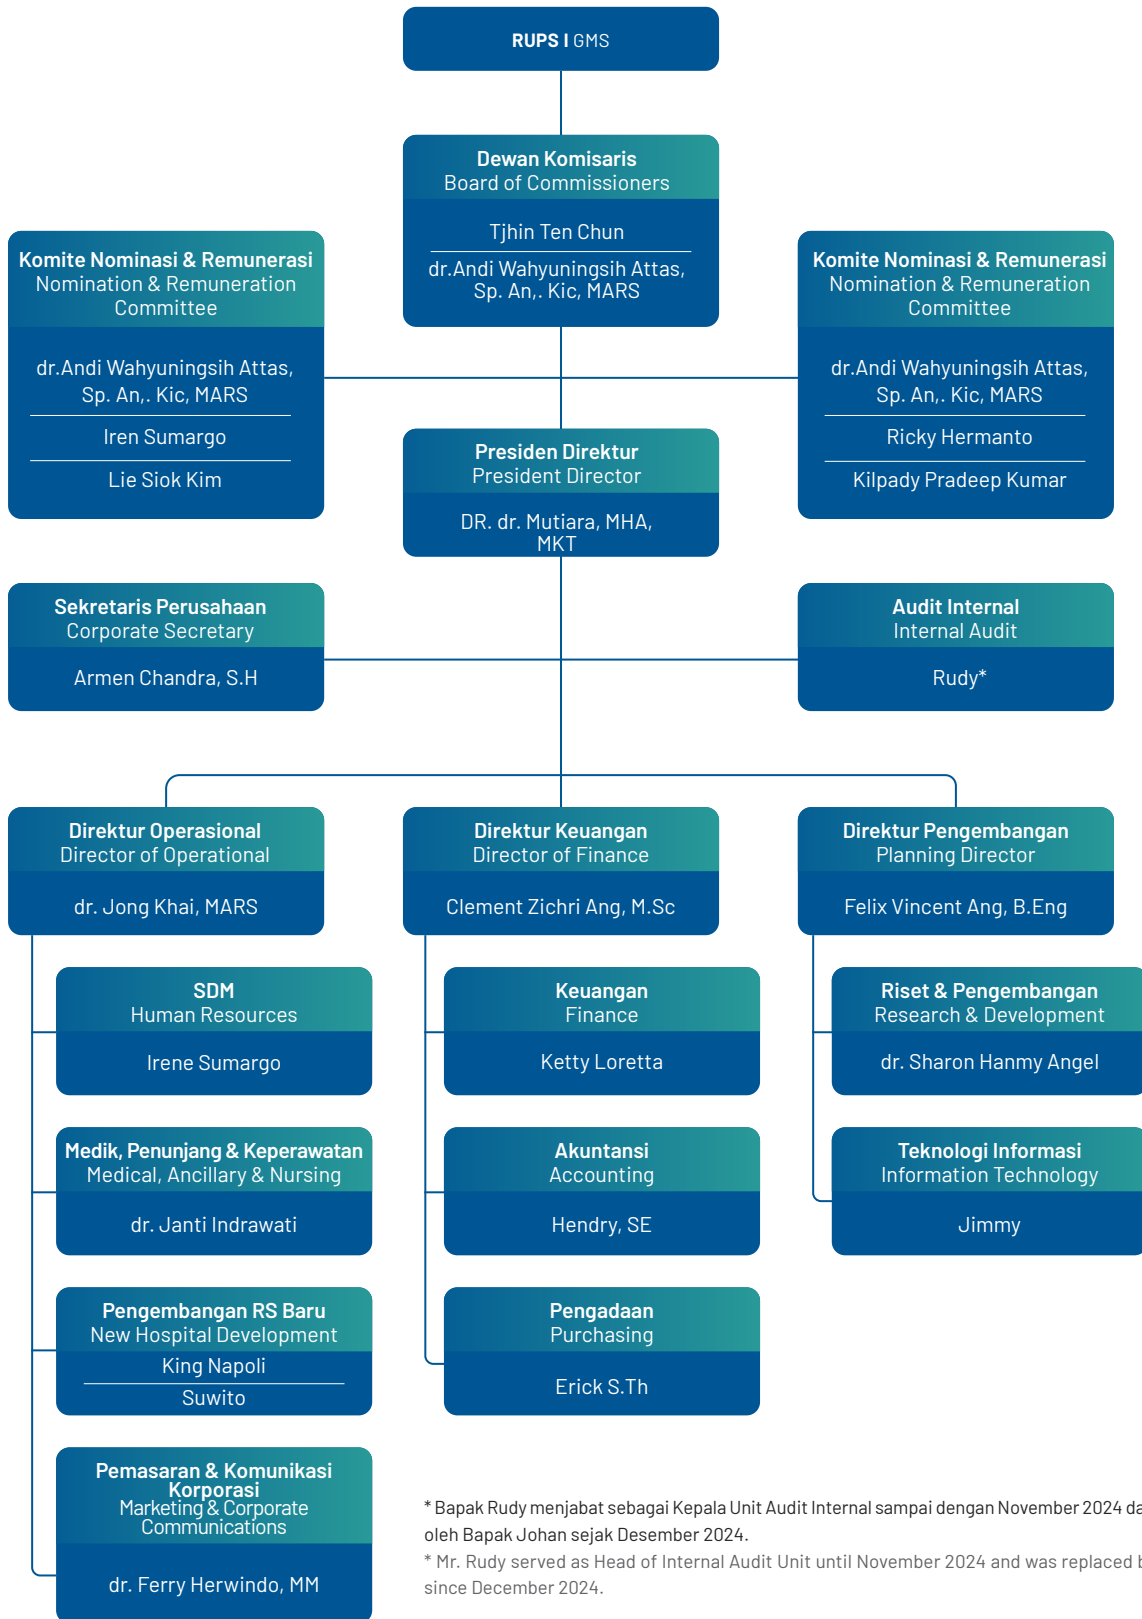 RUPS I GMS
Dewan Komisaris
Board of Commissioners
Tjhin Ten Chun
dr.Andi Wahyuningsih Attas,
Sp. An,. Kic, MARS
Komite Nominasi & Remunerasi
Nomination & Remuneration
Committee
dr.Andi Wahyuningsih Attas,
Sp. An,. Kic, MARS
Iren Sumargo
Lie Siok Kim
Komite Nominasi & Remunerasi
Nomination & Remuneration
Committee
dr.Andi Wahyuningsih Attas,
Sp. An,. Kic, MARS
Ricky Hermanto
Kilpady Pradeep Kumar
Presiden Direktur
President Director
DR. dr. Mutiara, MHA,
MKT
Sekretaris Perusahaan
Corporate Secretary
Armen Chandra, S.H
Audit Internal
Internal Audit
Rudy*
Direktur Operasional
Director of Operational
dr. Jong Khai, MARS
SDM
Human Resources
Irene Sumargo
Medik, Penunjang & Keperawatan
Medical, Ancillary & Nursing
dr. Janti Indrawati
Pengembangan RS Baru
New Hospital Development
King Napoli
Suwito
Pemasaran & Komunikasi
Korporasi
Marketing & Corporate
Communications
dr. Ferry Herwindo, MM
Direktur Keuangan
Director of Finance
Clement Zichri Ang, M.Sc
Keuangan
Finance
Ketty Loretta
Akuntansi
Accounting
Hendry, SE
Pengadaan
Purchasing
Erick S.Th
Direktur Pengembangan
Planning Director
Felix Vincent Ang, B.Eng
Riset & Pengembangan
Research & Development
dr. Sharon Hanmy Angel
Teknologi Informasi
Information Technology
Jimmy
* Bapak Rudy menjabat sebagai Kepala Unit Audit Internal sampai dengan November 2024
oleh Bapak Johan sejak Desember 2024.
* Mr. Rudy served as Head of Internal Audit Unit until November 2024 and was replaced
since December 2024.